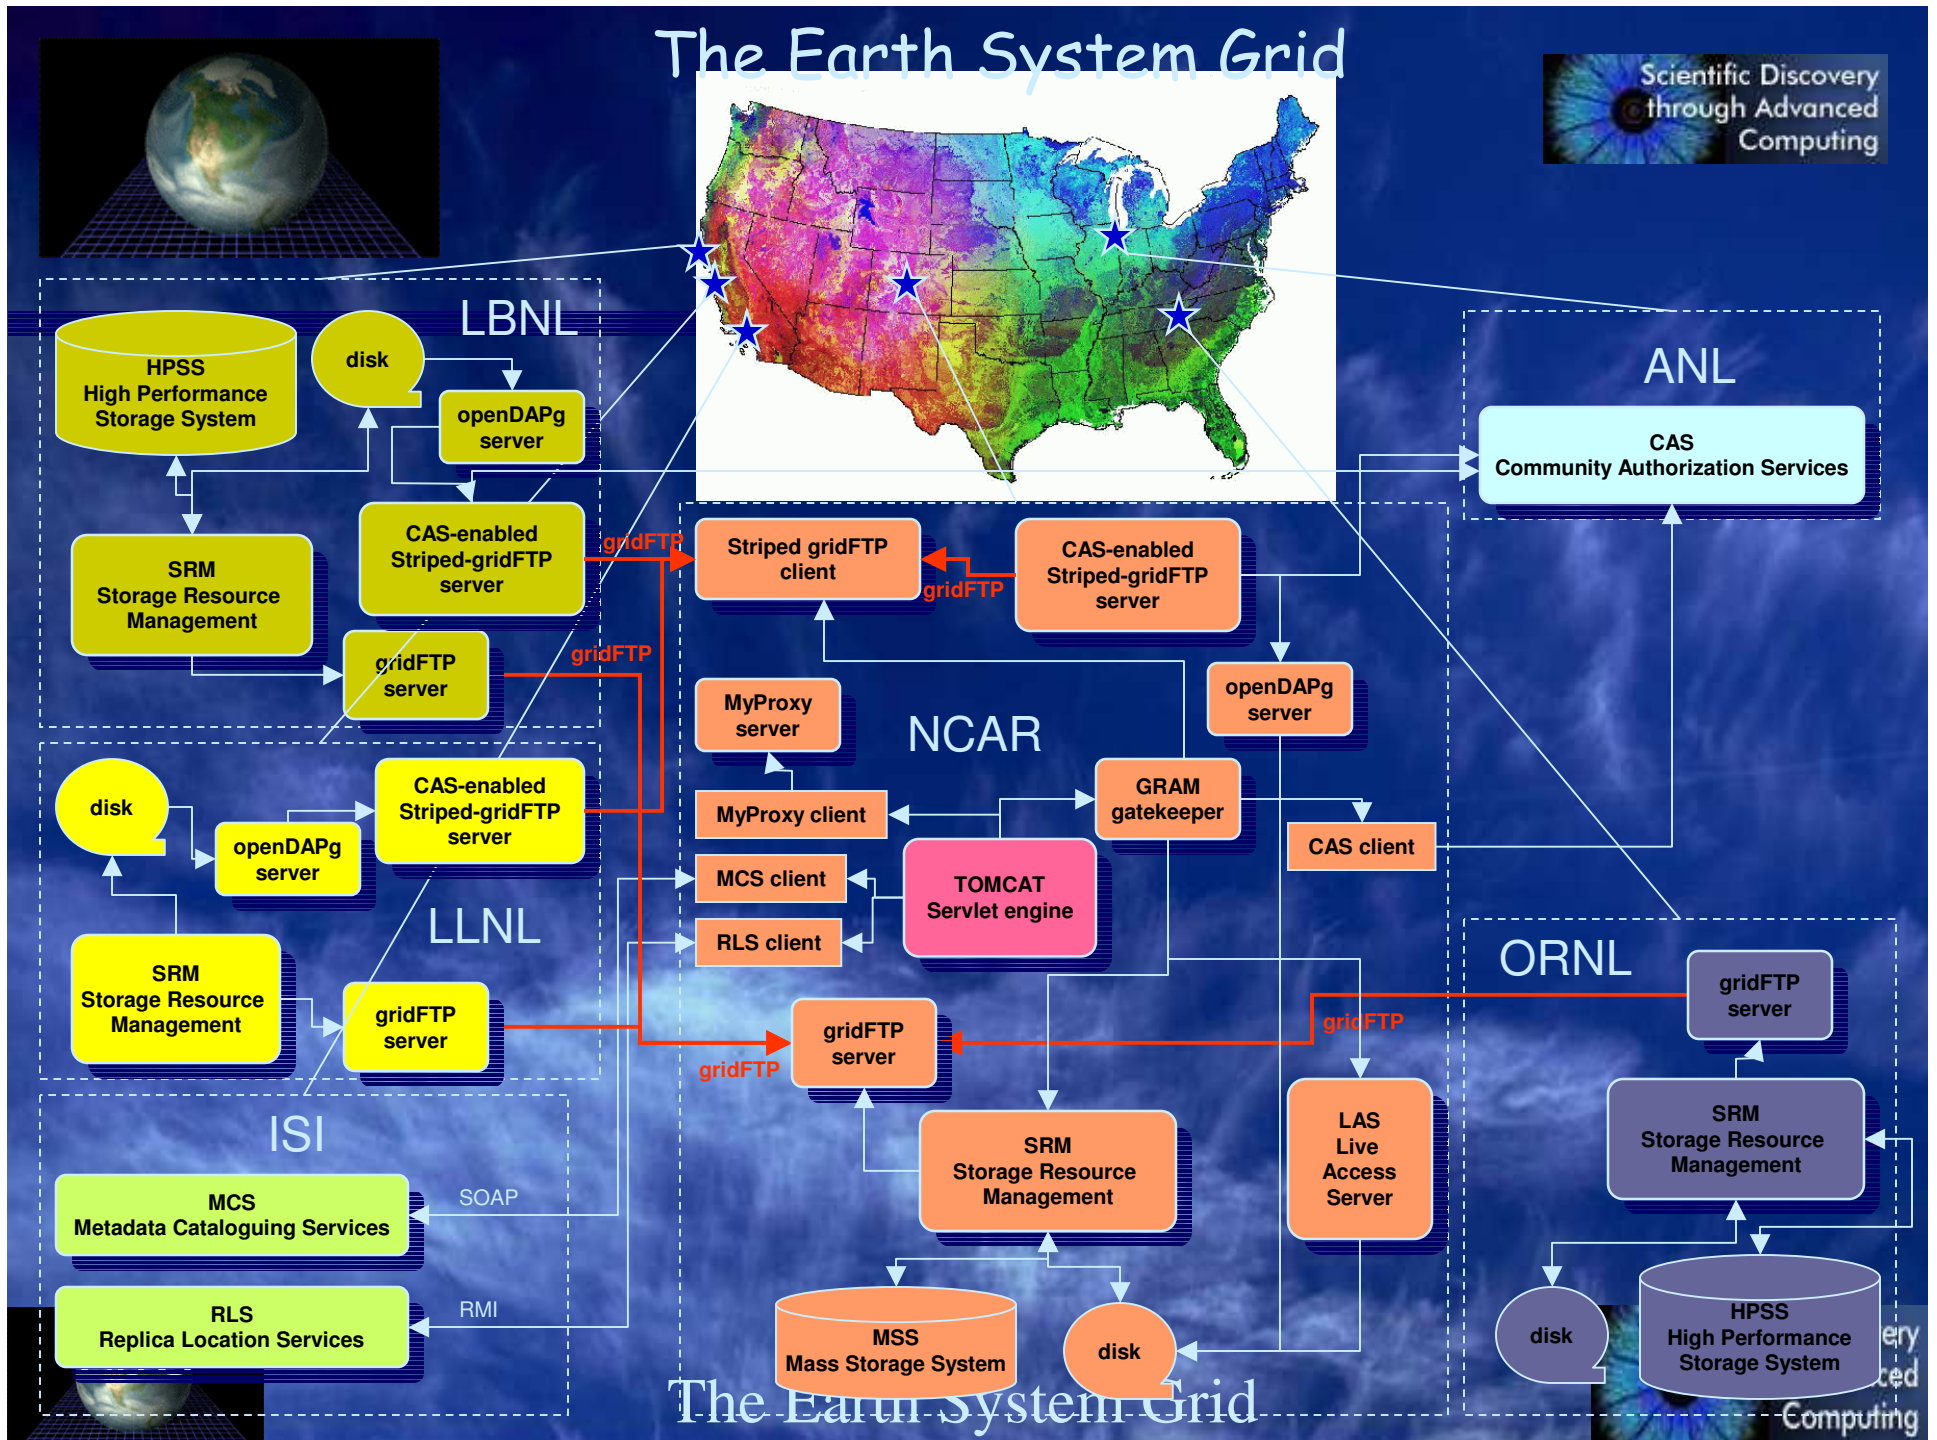 The Earth System Grid
Scientific Discovery
through Advanced
Computing
LBNL
HPSS
High Performance
Storage System
disk
openDAPg
server
SRM
Storage Resource
Management
CAS-enabled
Striped-gridFTP
server
gridFTP
server
gridFTP
gridFTP
LLNL
disk
openDAPg
server
CAS-enabled
Striped-gridFTP
server
SRM
Storage Resource
Management
gridFTP
server
gridFTP
ISI
MCS
Metadata Cataloguing Services
SOAP
RLS
Replica Location Services
RMI
NCAR
Striped gridFTP
client
gridFTP
CAS-enabled
Striped-gridFTP
server
openDAPg
server
MyProxy
server
MyProxy client
GRAM
gatekeeper
CAS client
MCS client
RLS client
TOMCAT
Servlet engine
gridFTP
server
SRM
Storage Resource
Management
LAS
Live
Access
Server
MSS
Mass Storage System
disk
ANL
CAS
Community Authorization Services
ORNL
gridFTP
server
gridFTP
SRM
Storage Resource
Management
disk
HPSS
High Performance
Storage System
The Earth System Grid
ery
ced
Computing